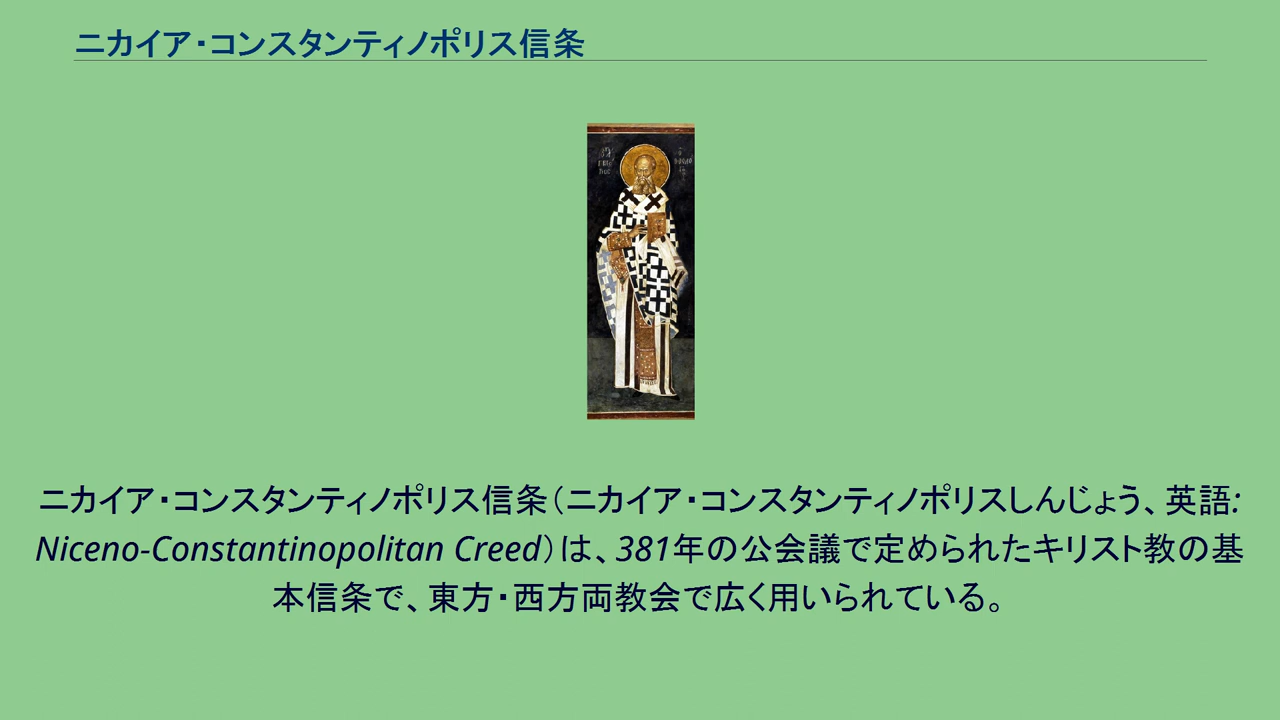 ニカイア・コンスタンティノポリス信条
ニカイア・コンスタンティノポリス信条（ニカイア・コンスタンティノポリスしんじょう、英語:
Niceno-Constantinopolitan Creed）は、381年の公会議で定められたキリスト教の基
本信条で、東方・西方両教会で広く用いられている。